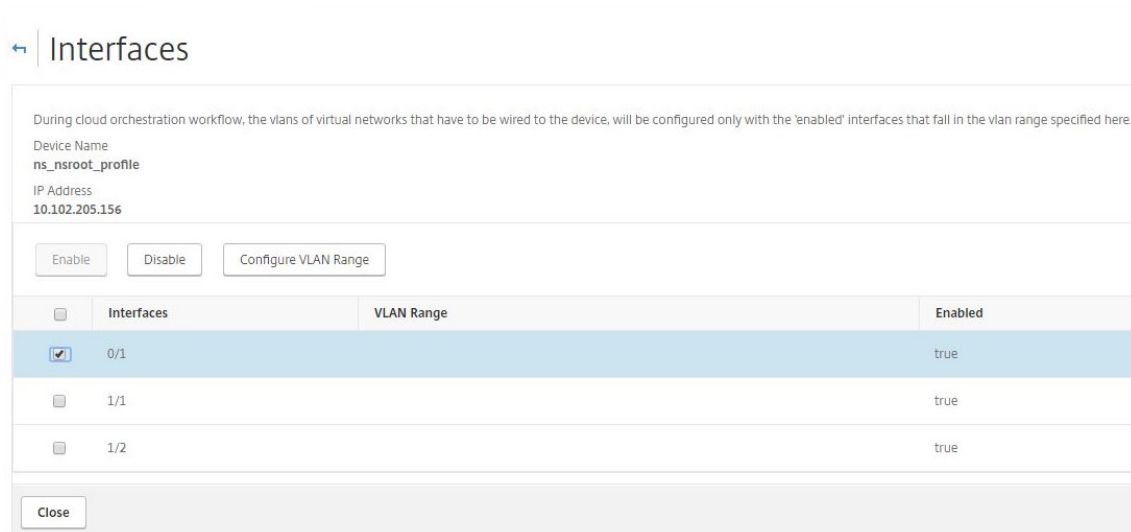 Interfaces
During cloud orchestration workflow, the vlans of virtual networks that have to be wired to the device, will be configured only with the 'enabled' interfaces that fall in the vlan range specified here.
Device Name
ns_nsroot_profile
IP Address
10.102.205.156
Enable Disable Configure VLAN Range
Interfaces VLAN Range Enabled
0/1 true
1/1 true
1/2 true
Close